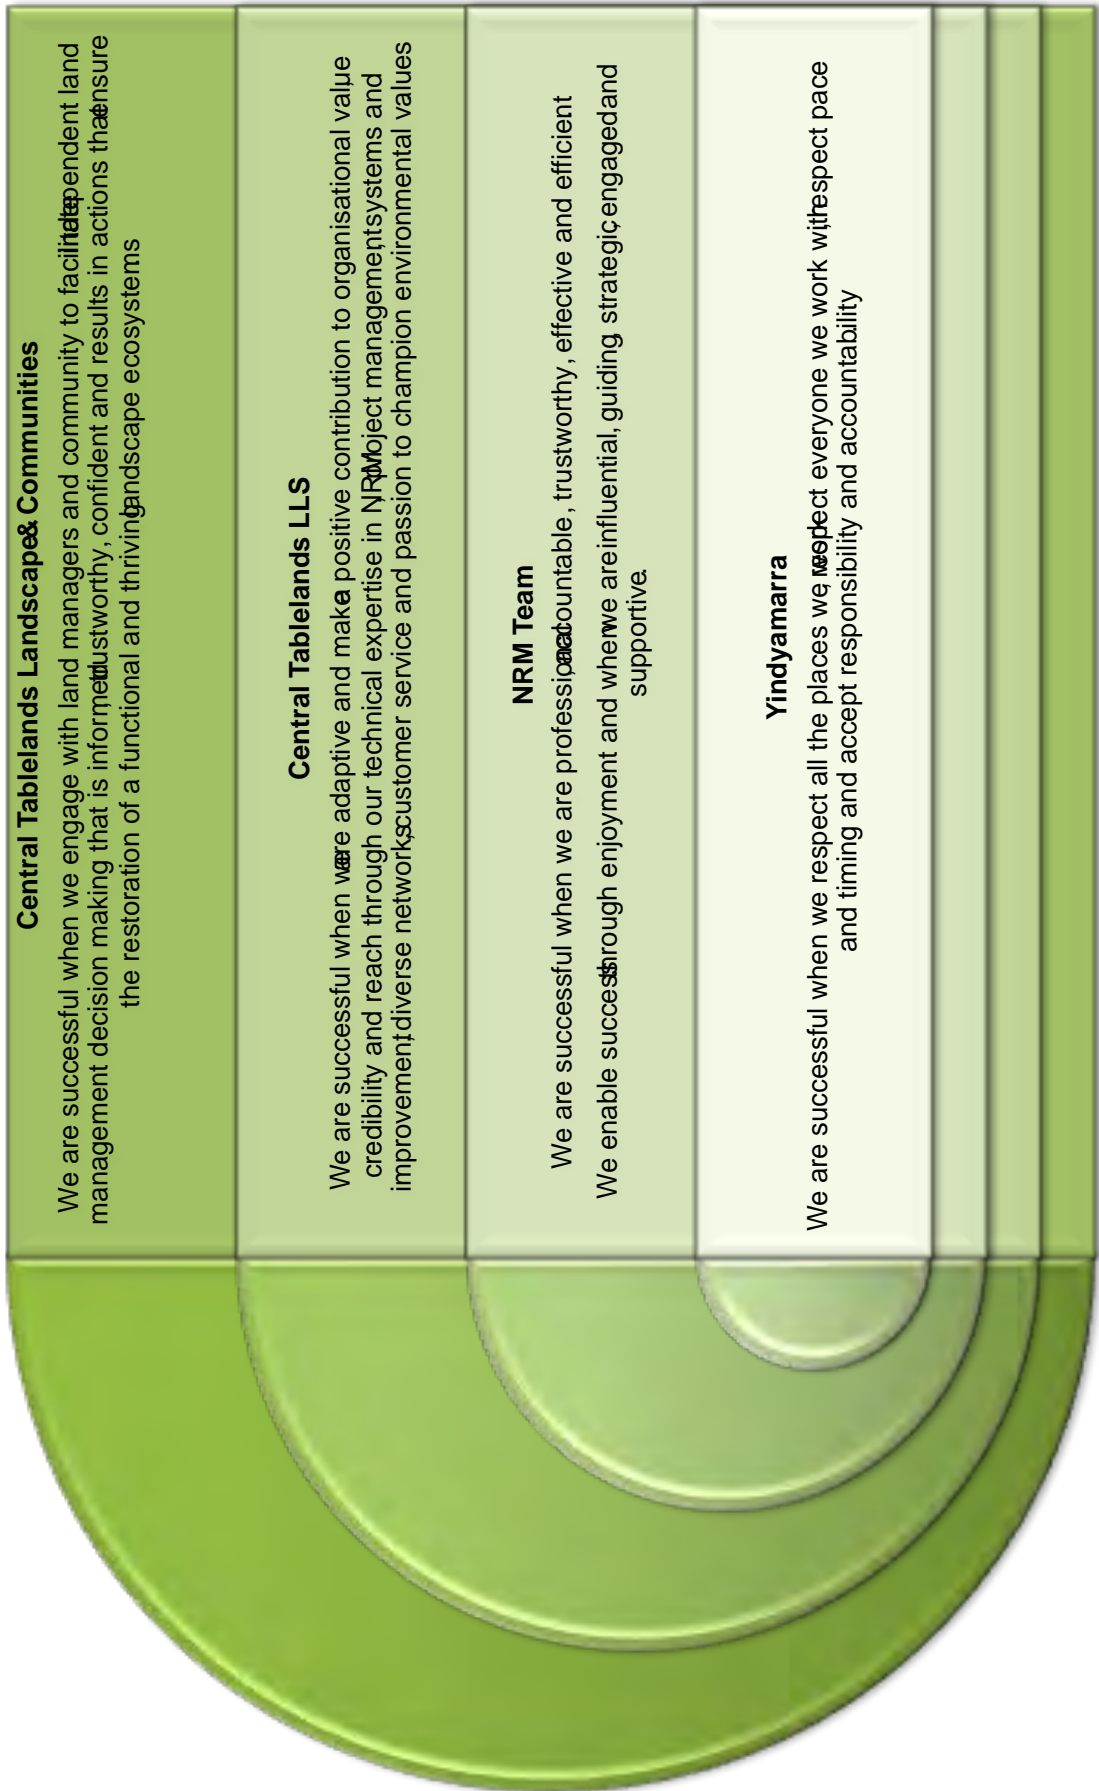 Central Tablelands Landscape & Communities
We are successful when we engage with land managers and community to facilitate independent land
management decision making that is informed, trustworthy, confident and results in actions that ensure
the restoration of a functional and thriving landscape ecosystems
Central Tablelands LLS
We are successful when we are adaptive and make a positive contribution to organisational value,
credibility and reach through our technical expertise in NRM, project management, systems and
improvement, diverse networks, customer service and passion to champion environmental values
NRM Team
We are successful when we are professional, accountable, trustworthy, effective and efficient
We enable success through enjoyment and when we are influential, guiding, strategic, engaged and
supportive.
Yindyamarra
We are successful when we respect all the places we work, respect everyone we work with, respect pace
and timing and accept responsibility and accountability